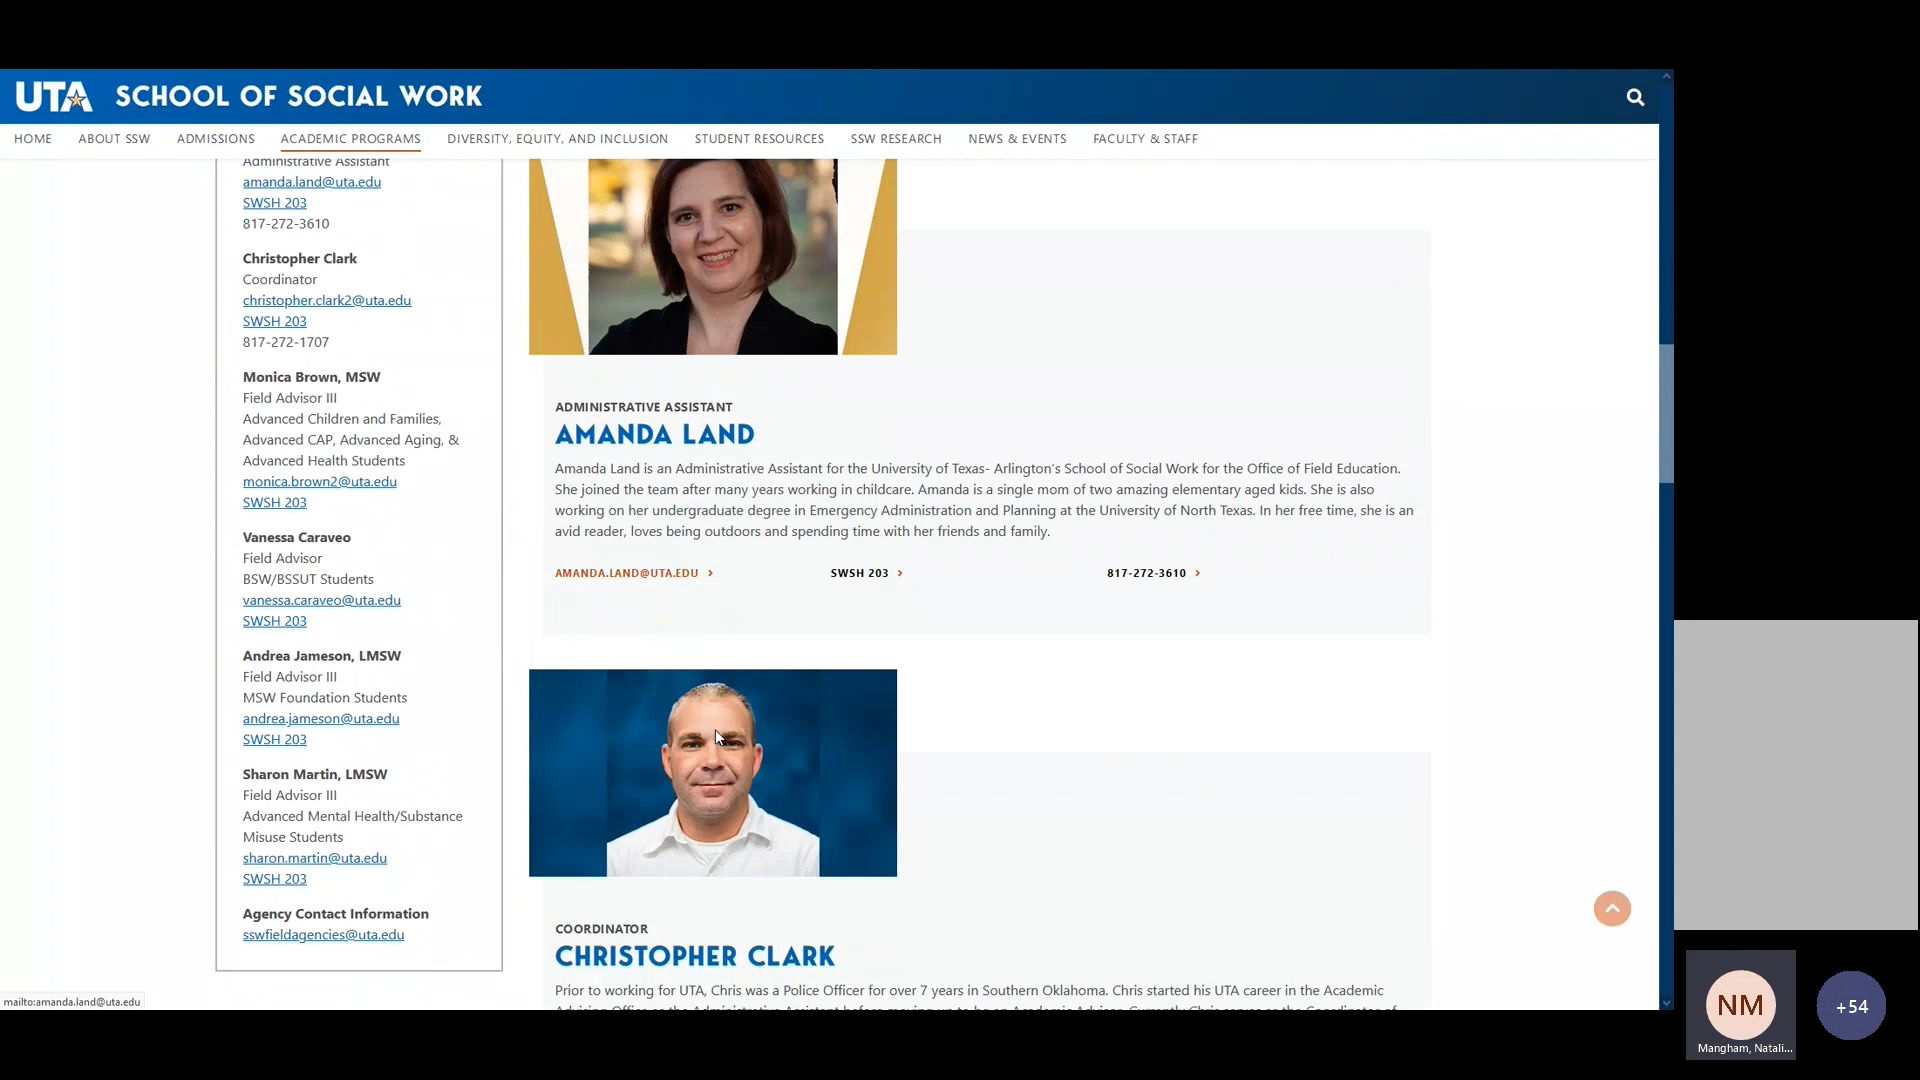 UTA SCHOOL OF SOCIAL WORK
HOME ABOUT SSW ADMISSIONS ACADEMIC PROGRAMS DIVERSITY, EQUITY, AND INCLUSION STUDENT RESOURCES SSW RESEARCH NEWS & EVENTS FACULTY & STAFF
Administrative Assistant
amanda.land@uta.edu
SWSH 203
817-272-3610
Christopher Clark
Coordinator
christopher.clark2@uta.edu
SWSH 203
817-272-1707
Monica Brown, MSW
Field Advisor III
Advanced Children and Families,
Advanced CAP, Advanced Aging, &
Advanced Health Students
monica.brown2@uta.edu
SWSH 203
Vanessa Caraveo
Field Advisor
BSW/BSSUT Students
vanessa.caraveo@uta.edu
SWSH 203
Andrea Jameson, LMSW
Field Advisor III
MSW Foundation Students
andrea.jameson@uta.edu
SWSH 203
Sharon Martin, LMSW
Field Advisor III
Advanced Mental Health/Substance
Misuse Students
sharon.martin@uta.edu
SWSH 203
Agency Contact Information
sswfieldagencies@uta.edu
ADMINISTRATIVE ASSISTANT
AMANDA LAND
Amanda Land is an Administrative Assistant for the University of Texas- Arlington's School of Social Work for the Office of Field Education.
She joined the team after many years working in childcare. Amanda is a single mom of two amazing elementary aged kids. She is also
working on her undergraduate degree in Emergency Administration and Planning at the University of North Texas. In her free time, she is an
avid reader, loves being outdoors and spending time with her friends and family.
AMANDA.LAND@UTA.EDU > SWSH 203 > 817-272-3610 >
COORDINATOR
CHRISTOPHER CLARK
Prior to working for UTA, Chris was a Police Officer for over 7 years in Southern Oklahoma. Chris started his UTA career in the Academic
mailto:amanda.land@uta.edu
NM
Mangham, Natali...
+54